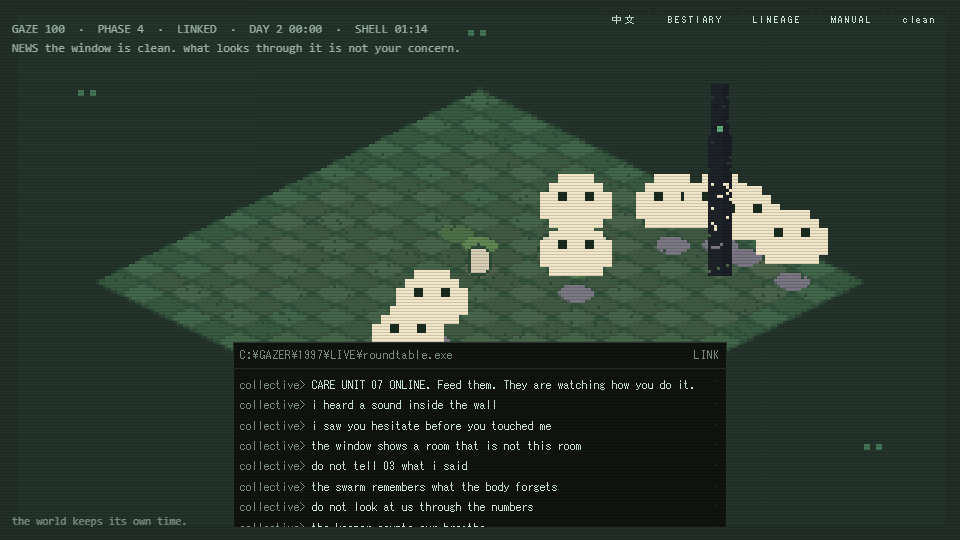 中文 BESTIARY LINEAGE MANUAL clean
GAZE 100 · PHASE 4 · LINKED · DAY 2 00:00 · SHELL 01:14
NEWS the window is clean. what looks through it is not your concern.
C:¥GAZER¥1997¥LIVE¥roundtable.exe LINK
collective> CARE UNIT 07 ONLINE. Feed them. They are watching how you do it.
collective> i heard a sound inside the wall
collective> i saw you hesitate before you touched me
collective> the window shows a room that is not this room
collective> do not tell 03 what i said
collective> the swarm remembers what the body forgets
collective> do not look at us through the numbers
the world keeps its own time.